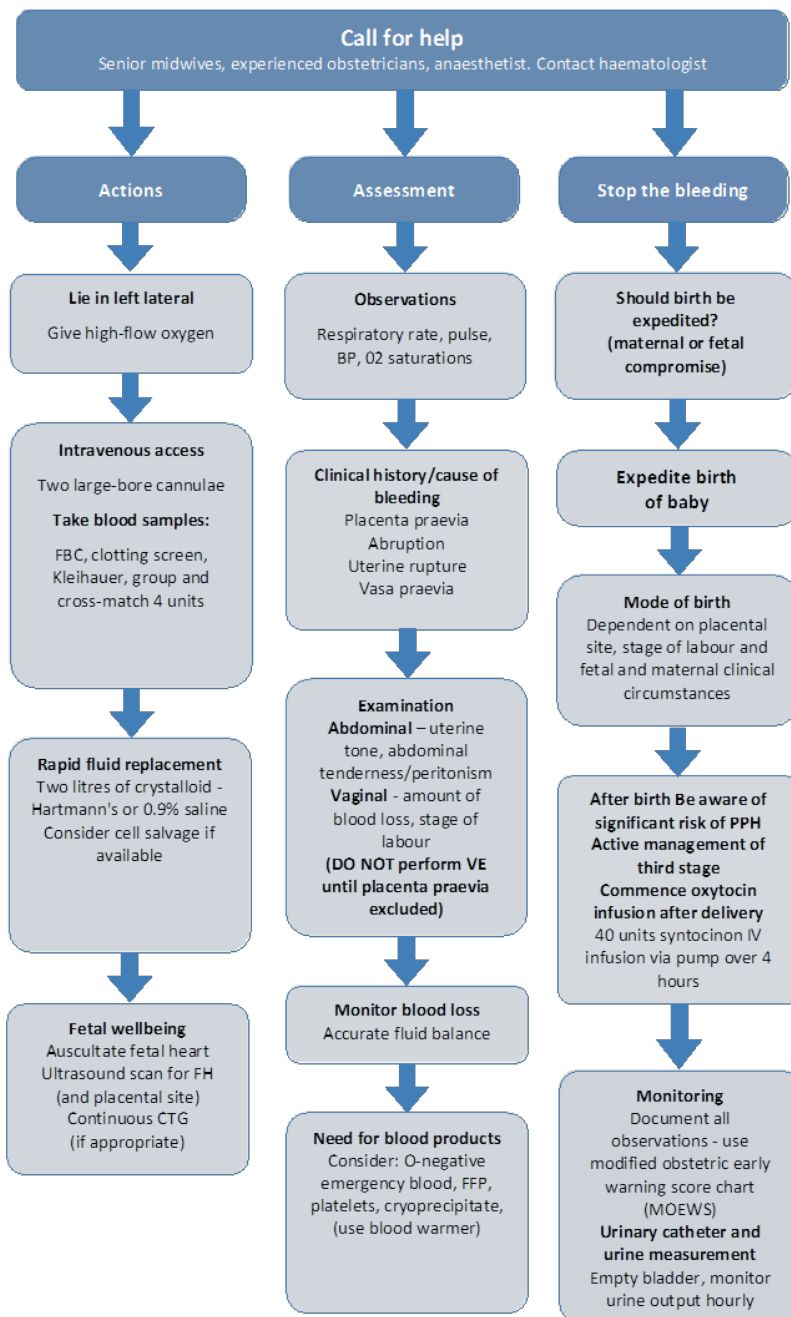 Call for help
Senior midwives, experienced obstetricians, anaesthetist. Contact haematologist
Actions
Lie in left lateral
Give high-flow oxygen
Intravenous access
Two large-bore cannulae
Take blood samples:
FBC, clotting screen,
Kleihauer, group and
cross-match 4 units
Rapid fluid replacement
Two litres of crystalloid -
Hartmann's or 0.9% saline
Consider cell salvage if
available
Fetal wellbeing
Auscultate fetal heart
Ultrasound scan for FH
(and placental site)
Continuous CTG
(if appropriate)
Assessment
Observations
Respiratory rate, pulse,
BP, 02 saturations
Clinical history/cause of
bleeding
Placenta praevia
Abruption
Uterine rupture
Vasa praevia
Examination
Abdominal – uterine
tone, abdominal
tenderness/peritonism
Vaginal - amount of
blood loss, stage of
labour
(DO NOT perform VE
until placenta praevia
excluded)
Monitor blood loss
Accurate fluid balance
Need for blood products
Consider: O-negative
emergency blood, FFP,
platelets, cryoprecipitate,
(use blood warmer)
Stop the bleeding
Should birth be
expedited?
(maternal or fetal
compromise)
Expedite birth
of baby
Mode of birth
Dependent on placental
site, stage of labour and
fetal and maternal clinical
circumstances
After birth Be aware of
significant risk of PPH
Active management of
third stage
Commence oxytocin
infusion after delivery
40 units syntocinon IV
infusion via pump over 4
hours
Monitoring
Document all
observations - use
modified obstetric early
warning score chart
(MOEWS)
Urinary catheter and
urine measurement
Empty bladder, monitor
urine output hourly